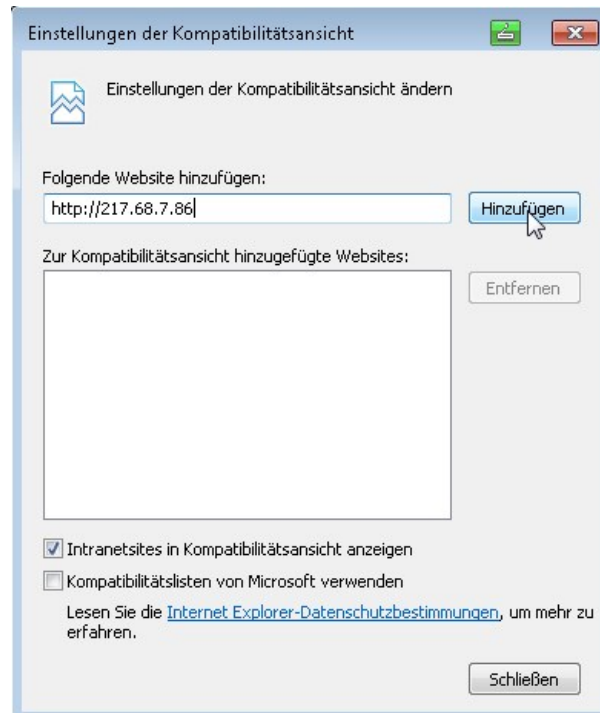 Einstellungen der Kompatibilitätsansicht
Einstellungen der Kompatibilitätsansicht ändern
Folgende Website hinzufügen:
http://217.68.7.86
Hinzufügen
Zur Kompatibilitätsansicht hinzugefügte Websites:
Entfernen
Intranetsites in Kompatibilitätsansicht anzeigen
Kompatibilitätslisten von Microsoft verwenden
Lesen Sie die Internet Explorer-Datenschutzbestimmungen, um mehr zu
erfahren.
Schließen